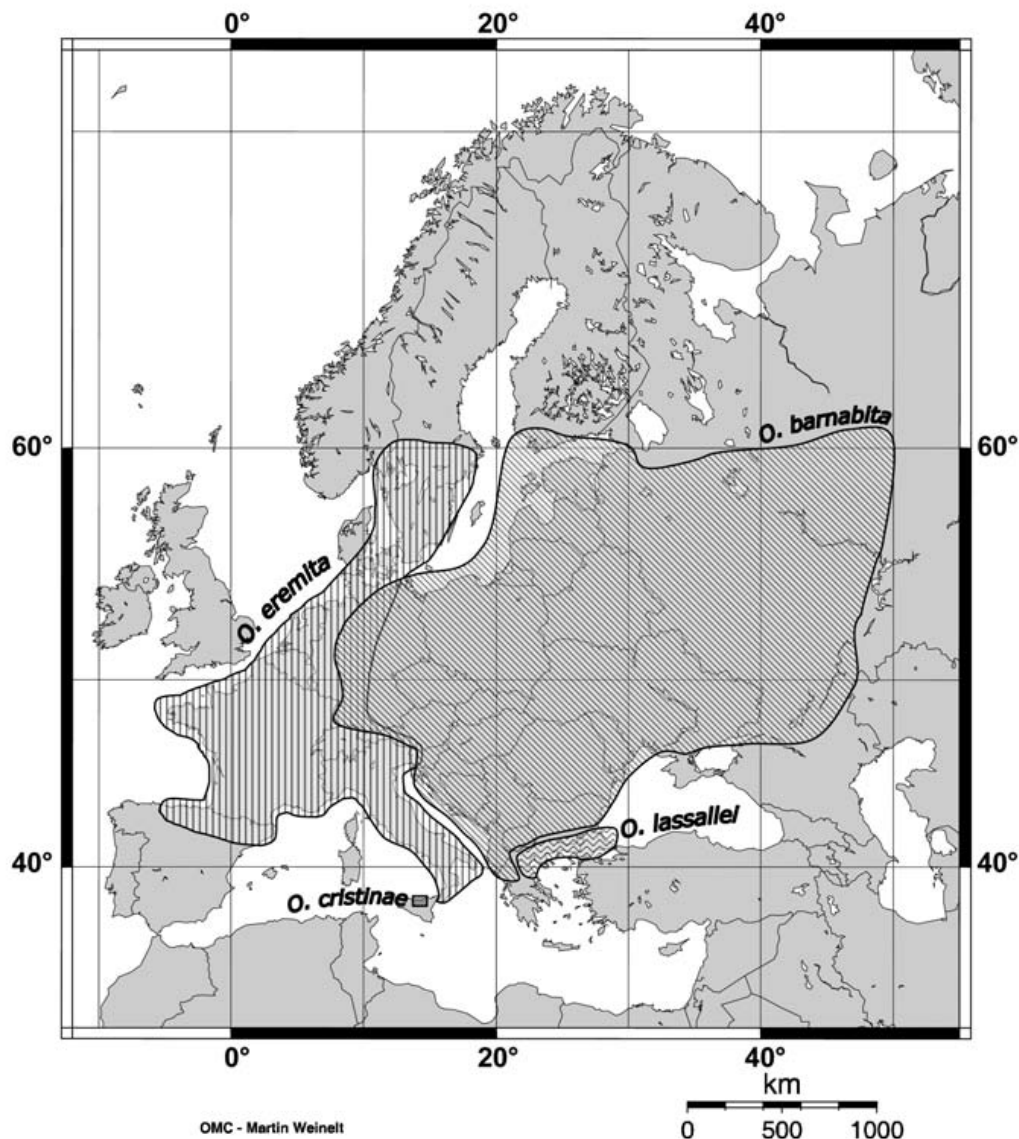 0° 20° 40°
O. barnabita
60° 60°
O. eremita
O. lassallei
40° 40°
O. cristinae
0° 20° 40°
km
OMC - Martin Weinelt
0 500 1000